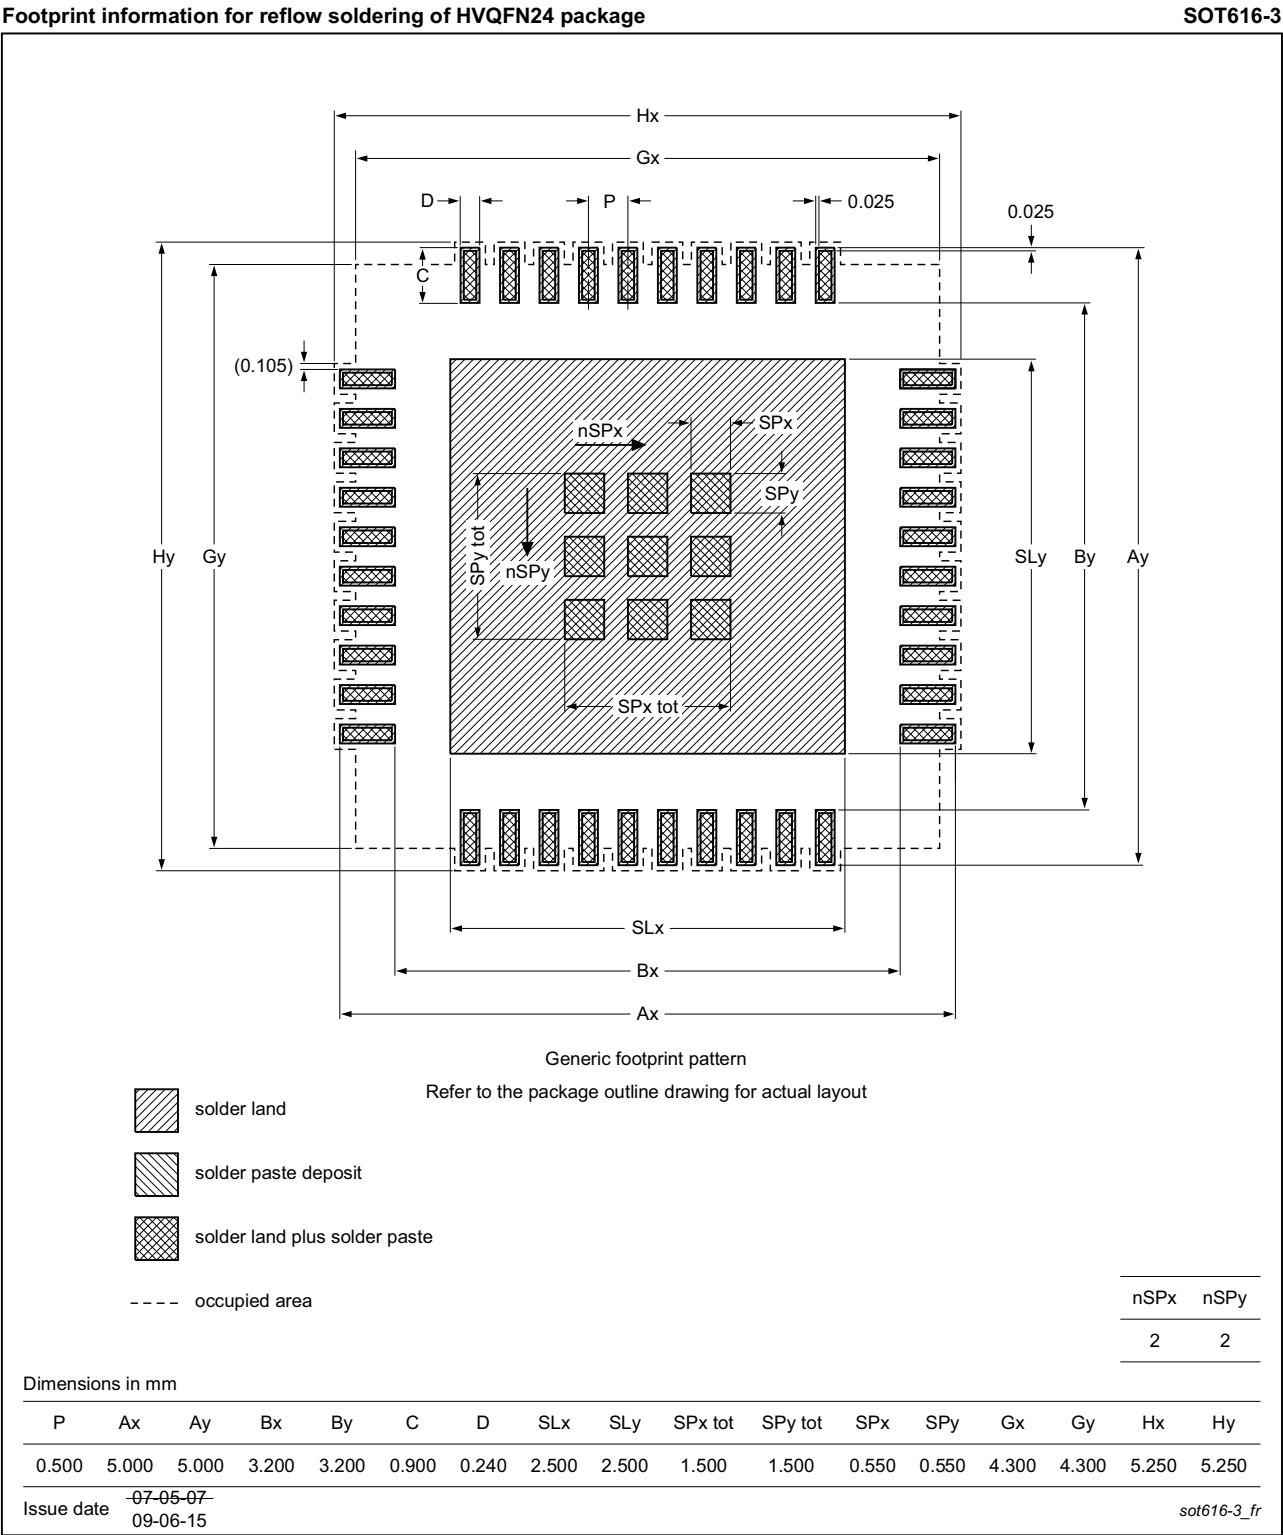 Footprint information for reflow soldering of HVQFN24 package SOT616-3
Hx
Gx
D P 0.025
0.025
C
(0.105)
nSPx SPx
SPy
SPy tot
nSPy
Hy Gy SLy By Ay
SPx tot
SLx
Bx
Ax
Generic footprint pattern
Refer to the package outline drawing for actual layout
solder land
solder paste deposit
solder land plus solder paste
occupied area
nSPx nSPy
2 2
Dimensions in mm
P Ax Ay Bx By C D SLx SLy SPx tot SPy tot SPx SPy Gx Gy Hx Hy
0.500 5.000 5.000 3.200 3.200 0.900 0.240 2.500 2.500 1.500 1.500 0.550 0.550 4.300 4.300 5.250 5.250
Issue date 07-05-07
09-06-15
sot616-3_fr